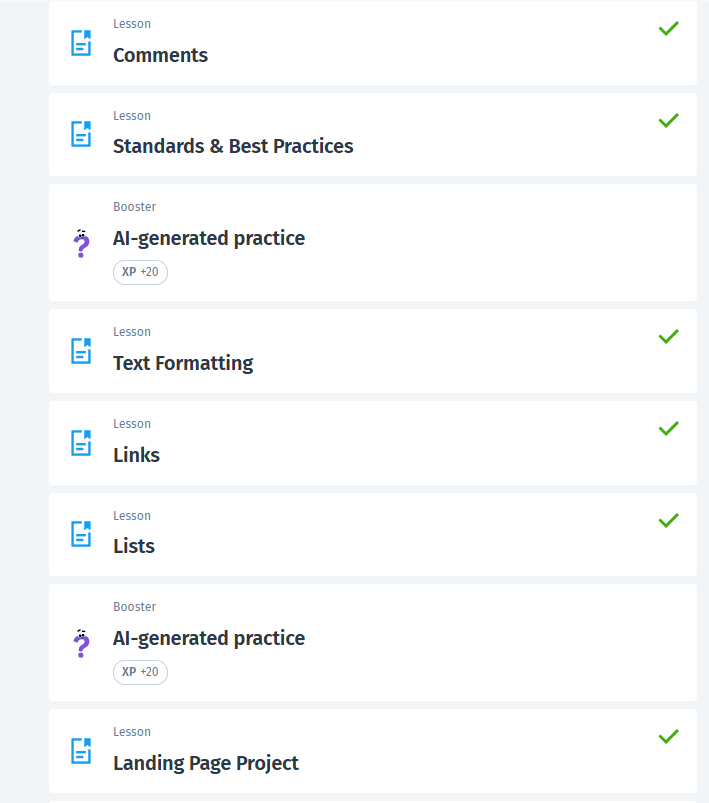 Lesson
Comments
Lesson
Standards & Best Practices
Booster
AI-generated practice
XP +20
Lesson
Text Formatting
Lesson
Links
Lesson
Lists
Booster
AI-generated practice
XP +20
Lesson
Landing Page Project